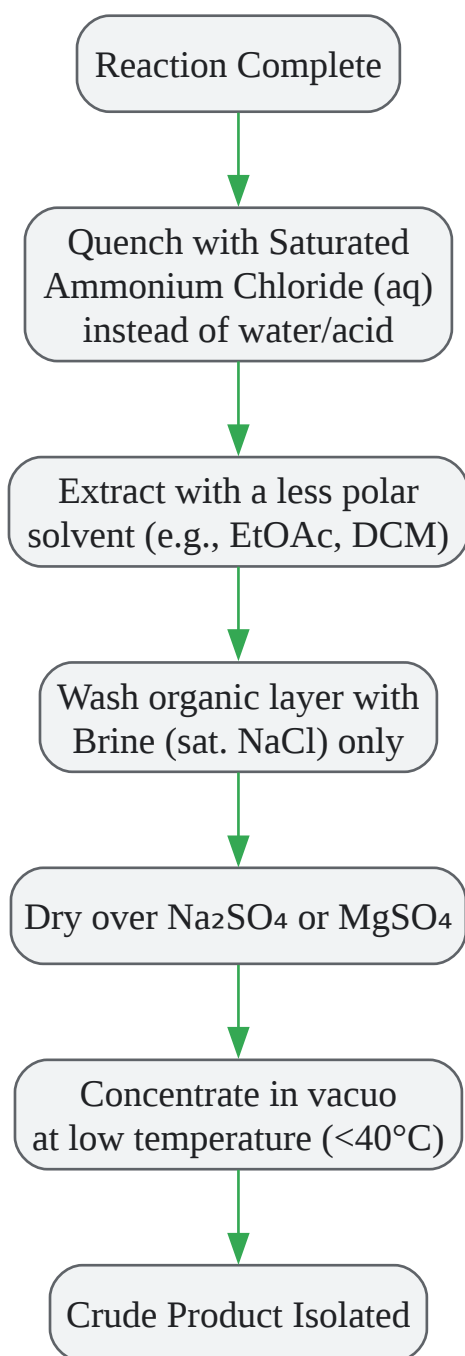 Reaction Complete
Quench with Saturated
Ammonium Chloride (aq)
instead of water/acid
Extract with a less polar
solvent (e.g., EtOAc, DCM)
Wash organic layer with
Brine (sat. NaCl) only
Dry over Na₂SO₄ or MgSO₄
Concentrate in vacuo
at low temperature (<40°C)
Crude Product Isolated